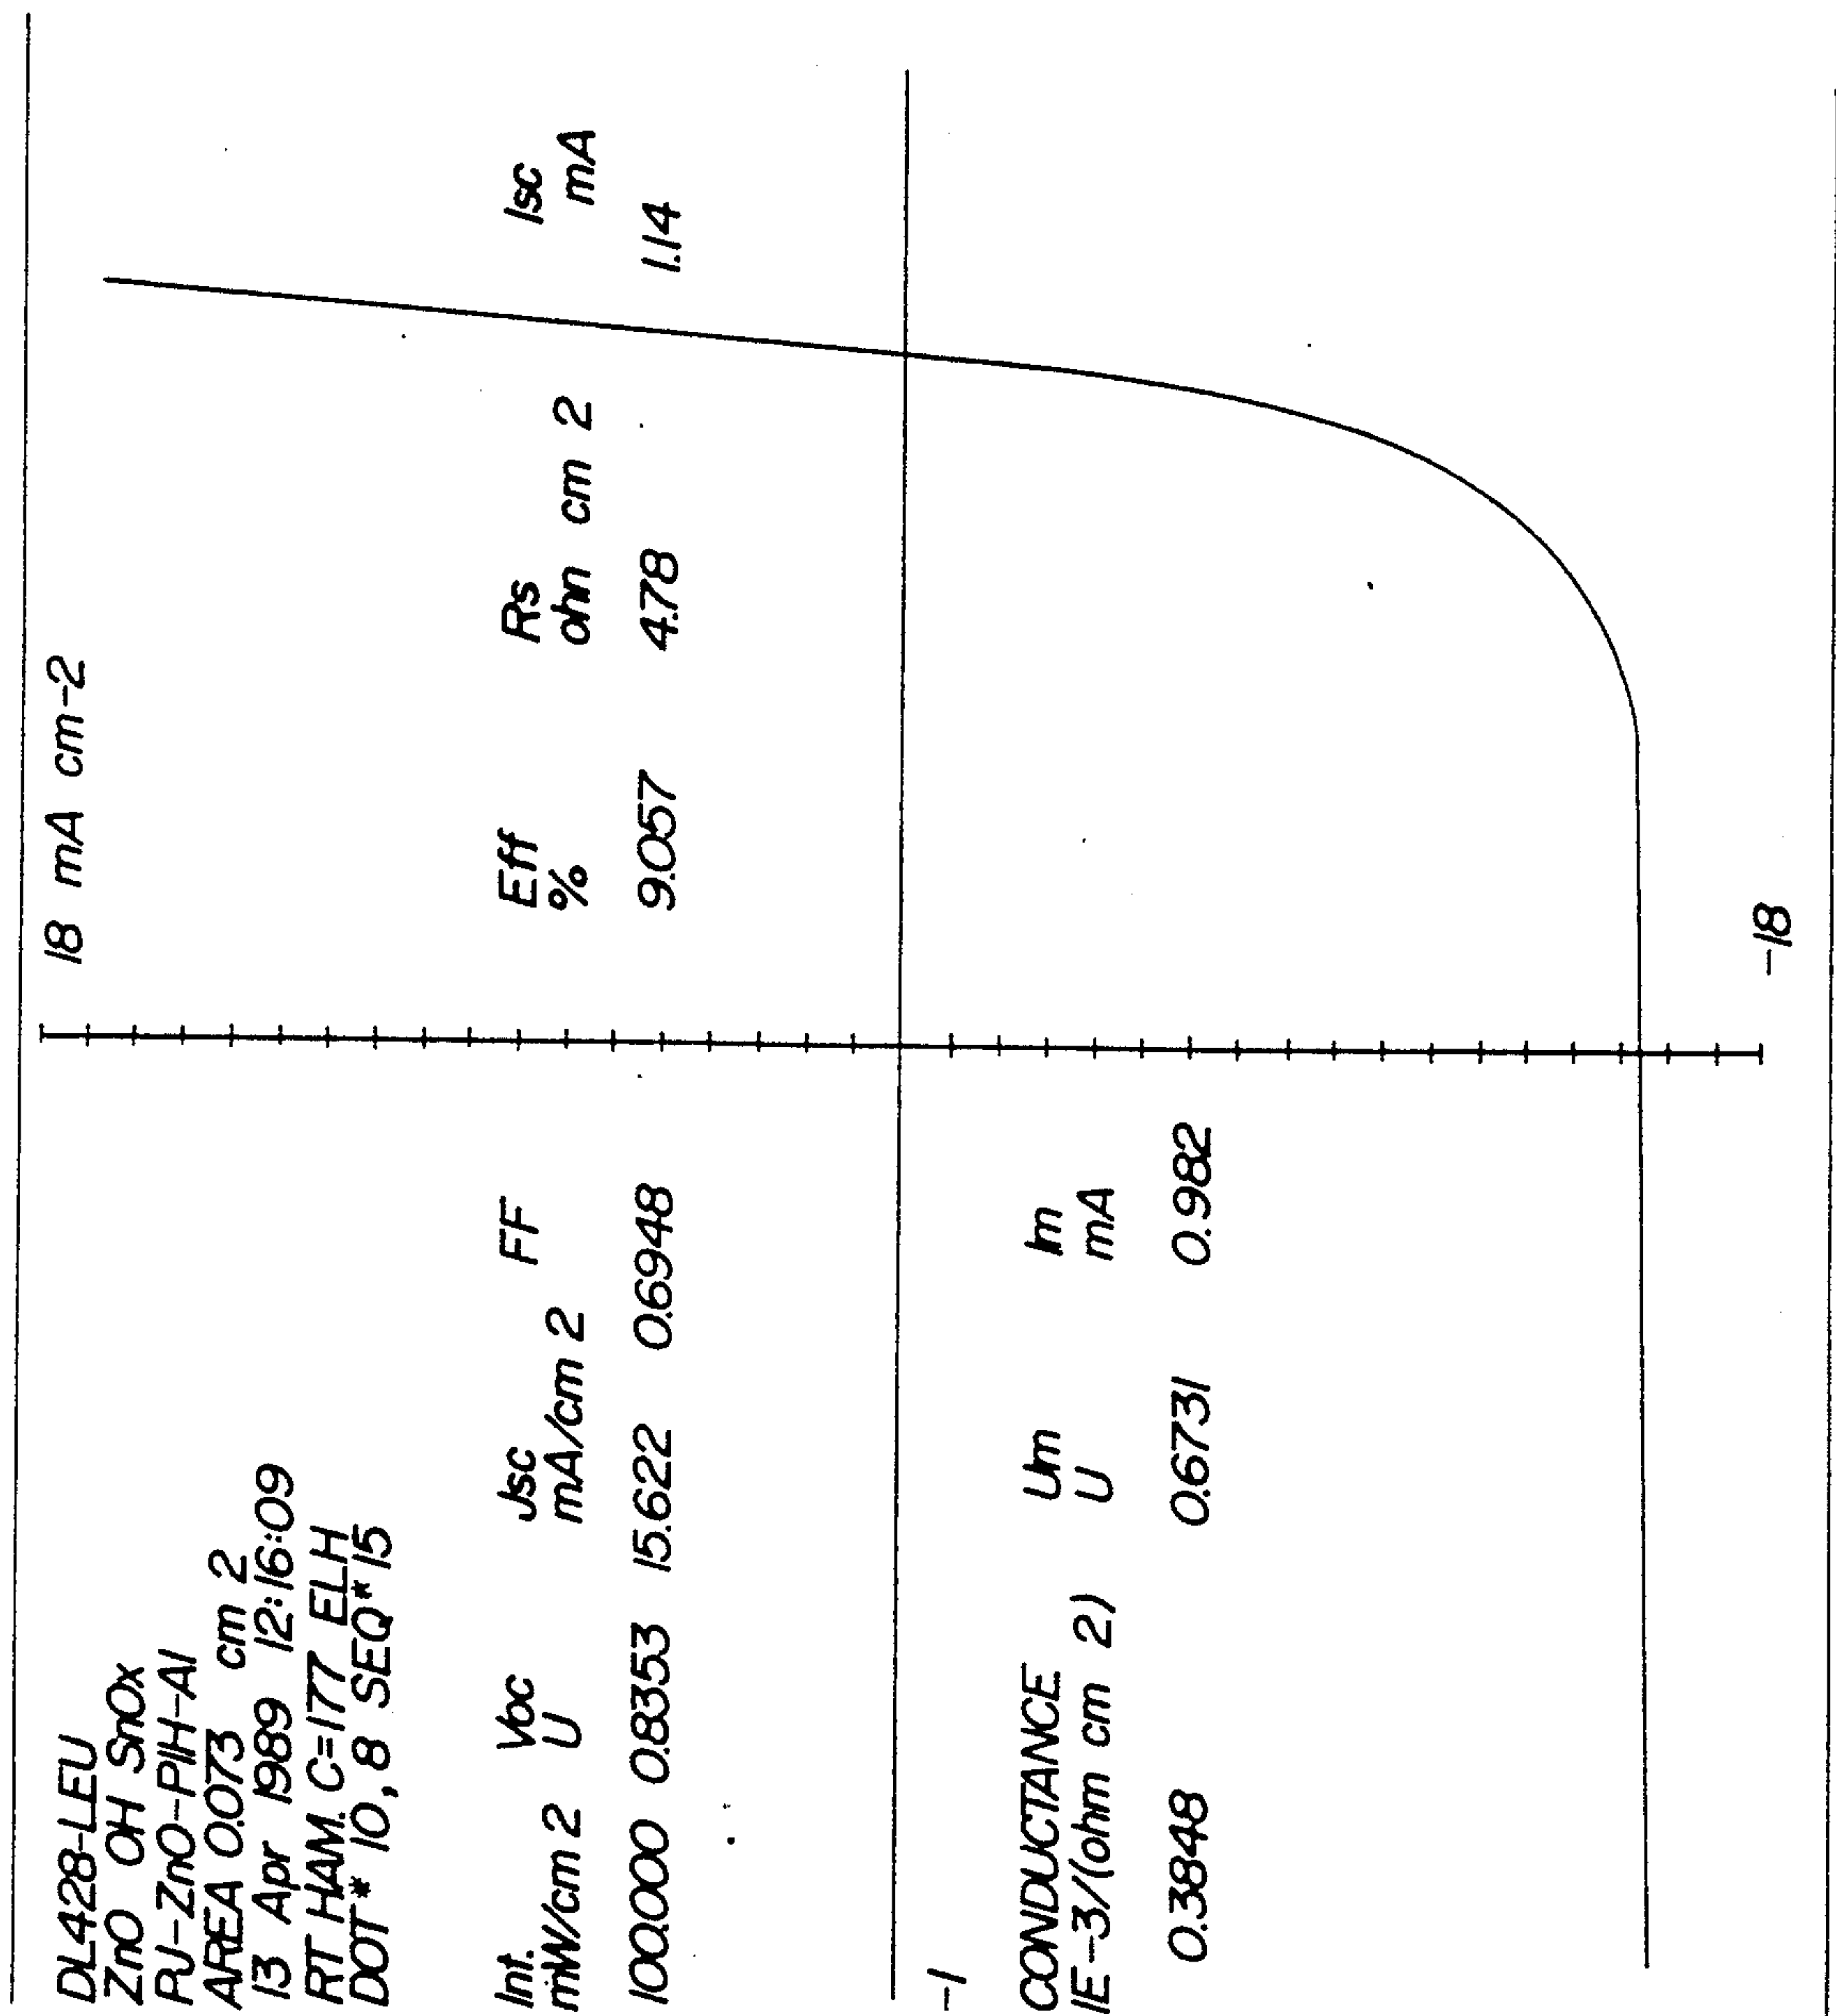 DL428-LEU
ZnO OH SnOx
PJ-ZnO-PIH-Al
AREA 0.073 cm 2
13 Apr 1989 12:16:09
RT HAM. C=177 ELH
DOT* 10, 8 SEQ*15
18 mA cm-2
Int. Voc Jsc FF Eff Rs Isc
mW/cm 2 U mA/cm 2 % ohn cm 2 mA
100.000 0.8353 15.622 0.6948 9.057 4.78 1.14
-1
CONDUCTANCE Um Im
1E-3/(ohm cm 2) U mA
0.3848 0.6731 0.982
-18